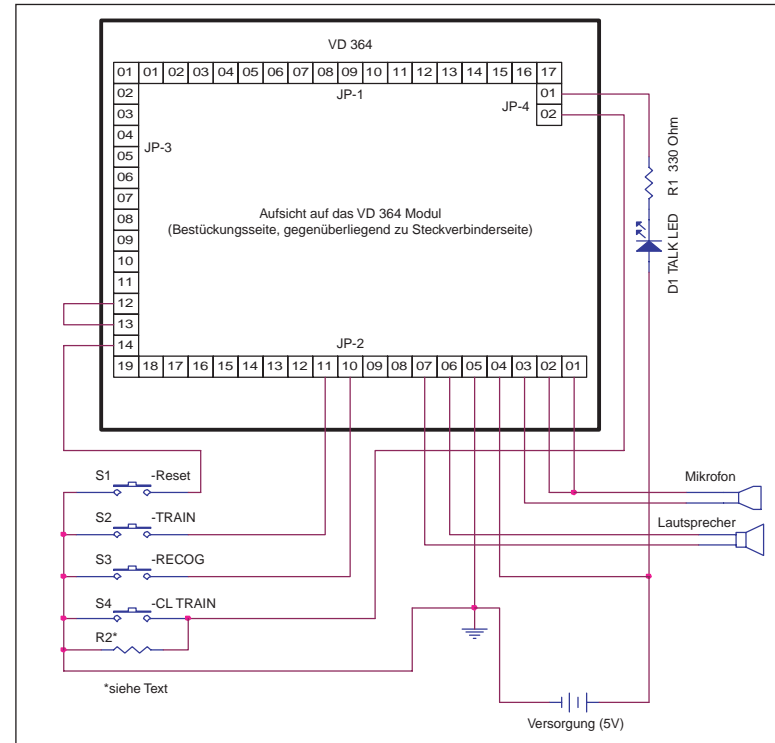 VD 364
01 01 02 03 04 05 06 07 08 09 10 11 12 13 14 15 16 17
02 JP-1 01
03 JP-4 02
04
05 JP-3
06
07
08
09
10
11
12
13
14
Aufsicht auf das VD 364 Modul
(Bestückungsseite, gegenüberliegend zu Steckverbinderseite)
JP-2
19 18 17 16 15 14 13 12 11 10 09 08 07 06 05 04 03 02 01
R1 330 Ohm
D1 TALK LED
S1 -Reset
S2 -TRAIN
S3 -RECOG
S4 -CL TRAIN
R2*
*siehe Text
Mikrofon
Lautsprecher
Versorgung (5V)